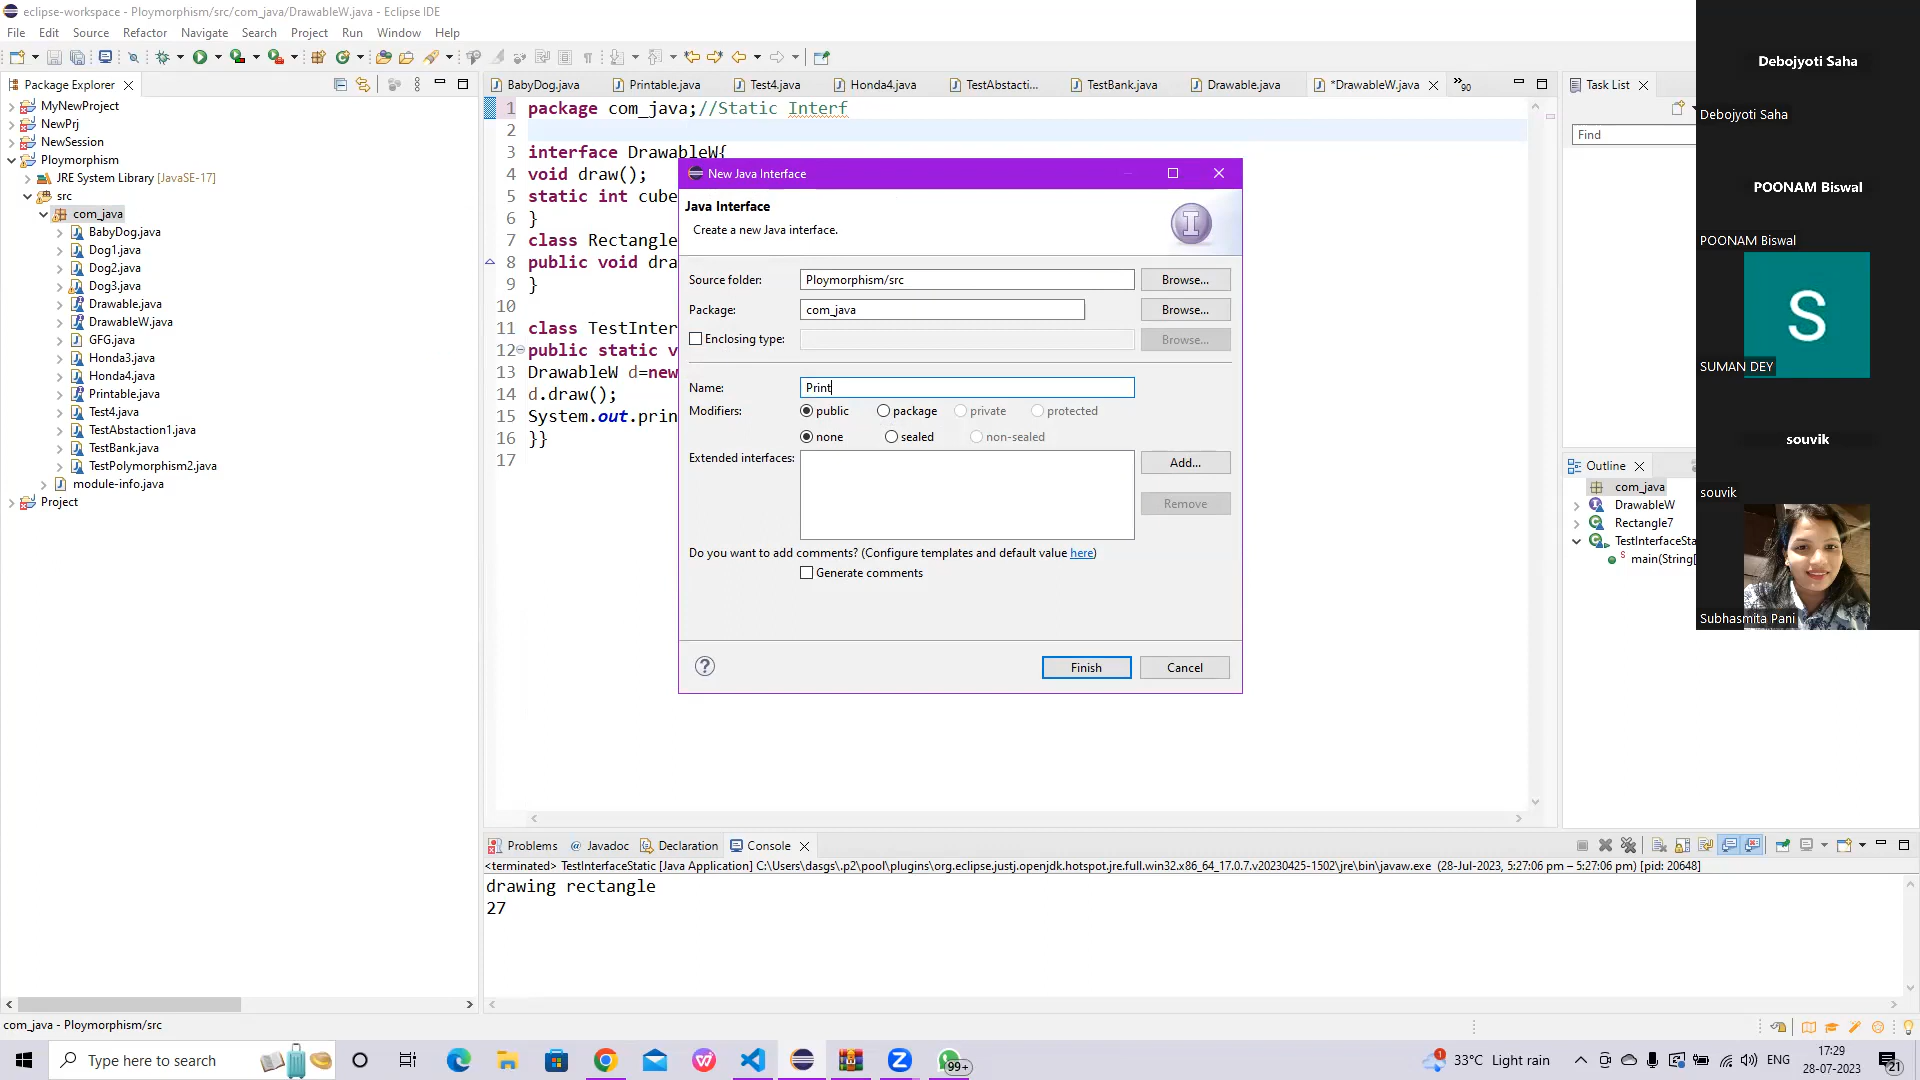 eclipse-workspace - Ploymorphism/src/com_java/DrawableW.java - Eclipse IDE
File Edit Source Refactor Navigate Search Project Run Window Help
Package Explorer
MyNewProject
NewPrj
NewSession
Ploymorphism
JRE System Library [JavaSE-17]
src
com_java
BabyDog.java
Dog1.java
Dog2.java
Dog3.java
Drawable.java
DrawableW.java
GFG.java
Honda3.java
Honda4.java
Printable.java
Test4.java
TestAbstaction1.java
TestBank.java
TestPolymorphism2.java
module-info.java
Project
BabyDog.java Printable.java Test4.java Honda4.java TestAbstacti... TestBank.java Drawable.java *DrawableW.java 90
1 package com_java;//Static Interf
2
3 interface DrawableW{
4 void draw();
5 static int cube
6 }
7 class Rectangle
8 public void dra
9 }
10
11 class TestInter
12 public static v
13 DrawableW d=new
14 d.draw();
15 System.out.prin
16 }}
17
New Java Interface
Java Interface
Create a new Java interface.
I
Source folder: Ploymorphism/src Browse...
Package: com_java Browse...
Enclosing type: Browse...
Name: Print
Modifiers: public package private protected
none sealed non-sealed
Extended interfaces: Add...
Remove
Do you want to add comments? (Configure templates and default value here)
Generate comments
? Finish Cancel
Task List
Find
Outline
com_java
DrawableW
Rectangle7
TestInterfaceSta
main(String[
Debojyoti Saha
Debojyoti Saha
POONAM Biswal
POONAM Biswal
S
SUMAN DEY
souvik
souvik
Subhasmita Pani
Problems @ Javadoc Declaration Console
<terminated> TestInterfaceStatic [Java Application] C:\Users\dasgs\.p2\pool\plugins\org.eclipse.justj.openjdk.hotspot.jre.full.win32.x86_64_17.0.7.v20230425-1502\jre\bin\javaw.exe (28-Jul-2023, 5:27:06 pm – 5:27:06 pm) [pid: 20648]
drawing rectangle
27
com_java - Ploymorphism/src
Type here to search
99+
1
33°C Light rain
ENG
17:29
28-07-2023
21